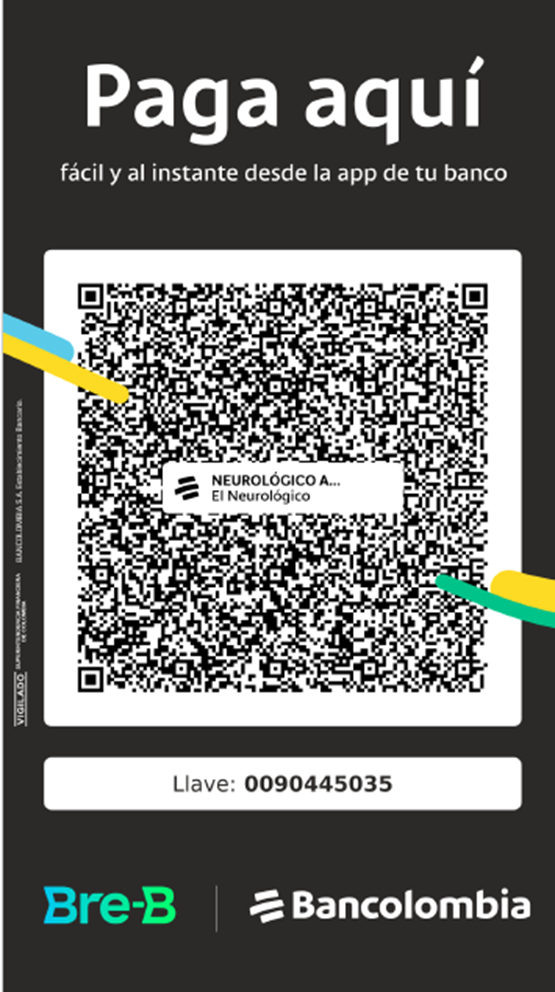 Paga aquí
fácil y al instante desde la app de tu banco
NEUROLÓGICO A...
El Neurológico
BANCOLOMBIA S.A. Establecimiento Bancario.
SUPERINTENDENCIA FINANCIERA
DE COLOMBIA
VIGILADO
Llave: 0090445035
Bre-B
Bancolombia